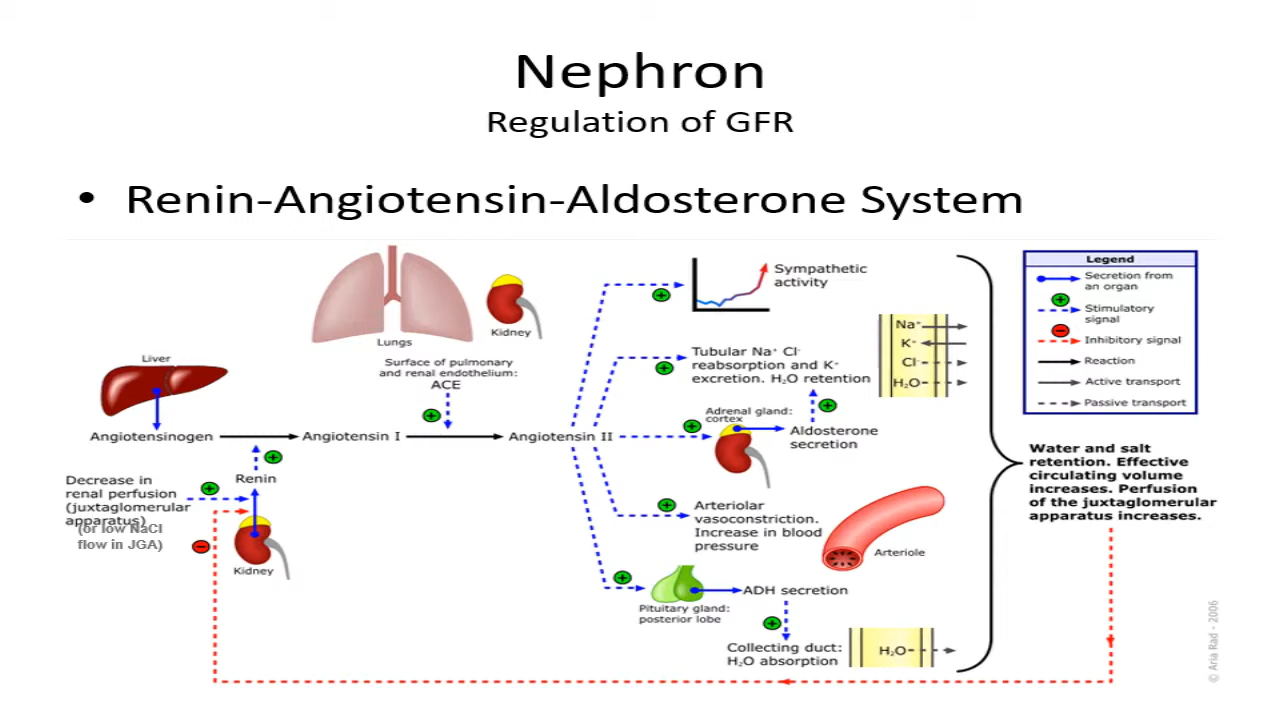 Nephron
Regulation of GFR
• Renin-Angiotensin-Aldosterone System
Lungs
Kidney
Surface of pulmonary
and renal endothelium:
ACE
Liver
Angiotensinogen
Angiotensin I
Angiotensin II
Renin
Decrease in
renal perfusion
(juxtaglomerular
apparatus)
(or low NaCl
flow in JGA)
Kidney
Sympathetic
activity
Tubular Na⁺ Cl⁻
reabsorption and K⁺
excretion. H₂O retention
Na⁺
K⁺
Cl⁻
H₂O
Adrenal gland:
cortex
Aldosterone
secretion
Arteriolar
vasoconstriction.
Increase in blood
pressure
Arteriole
Pituitary gland:
posterior lobe
ADH secretion
Collecting duct:
H₂O absorption
H₂O
Legend
Secretion from
an organ
Stimulatory
signal
Inhibitory signal
Reaction
Active transport
Passive transport
Water and salt
retention. Effective
circulating volume
increases. Perfusion
of the juxtaglomerular
apparatus increases.
© Aria Rad - 2006